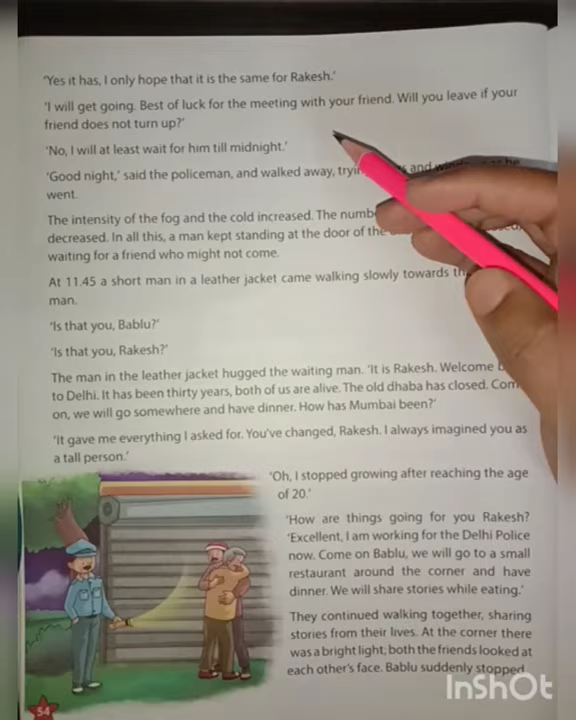 'Yes it has, I only hope that it is the same for Rakesh.'
'I will get going. Best of luck for the meeting with your friend. Will you leave if your
friend does not turn up?'
'No, I will at least wait for him till midnight.'
'Good night,' said the policeman, and walked away, and
went.
The intensity of the fog and the cold increased. The
decreased. In all this, a man kept standing at the door of the
waiting for a friend who might not come.
At 11.45 a short man in a leather jacket came walking slowly towards
man.
'Is that you, Bablu?'
'Is that you, Rakesh?'
The man in the leather jacket hugged the waiting man. 'It is Rakesh. Welcome
to Delhi. It has been thirty years, both of us are alive. The old dhaba has closed.
on, we will go somewhere and have dinner. How has Mumbai been?'
'It gave me everything I asked for. You've changed, Rakesh. I always imagined you as
a tall person.'
'Oh, I stopped growing after reaching the age
of 20.'
'How are things going for you Rakesh?
'Excellent, I am working for the Delhi Police
now. Come on Bablu, we will go to a small
restaurant around the corner and have
dinner. We will share stories while eating.'
They continued walking together, sharing
stories from their lives. At the corner there
was a bright light; both the friends looked at
each other's face. Bablu suddenly stopped
54
InShOt